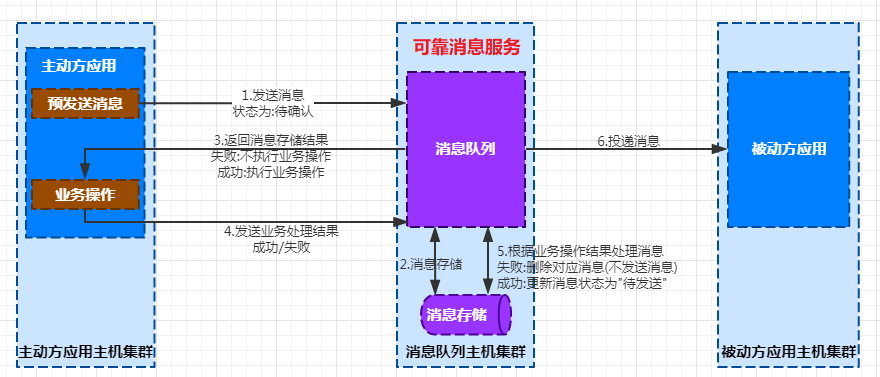 可靠消息服务
主动方应用
预发送消息
1.发送消息
状态为:待确认
3.返回消息存储结果
失败:不执行业务操作
成功:执行业务操作
消息队列
6.投递消息
被动方应用
业务操作
4.发送业务处理结果
成功/失败
2.消息存储
5.根据业务操作结果处理消息
失败:删除对应消息(不发送消息)
成功:更新消息状态为"待发送"
消息存储
主动方应用主机集群
消息队列主机集群
被动方应用主机集群